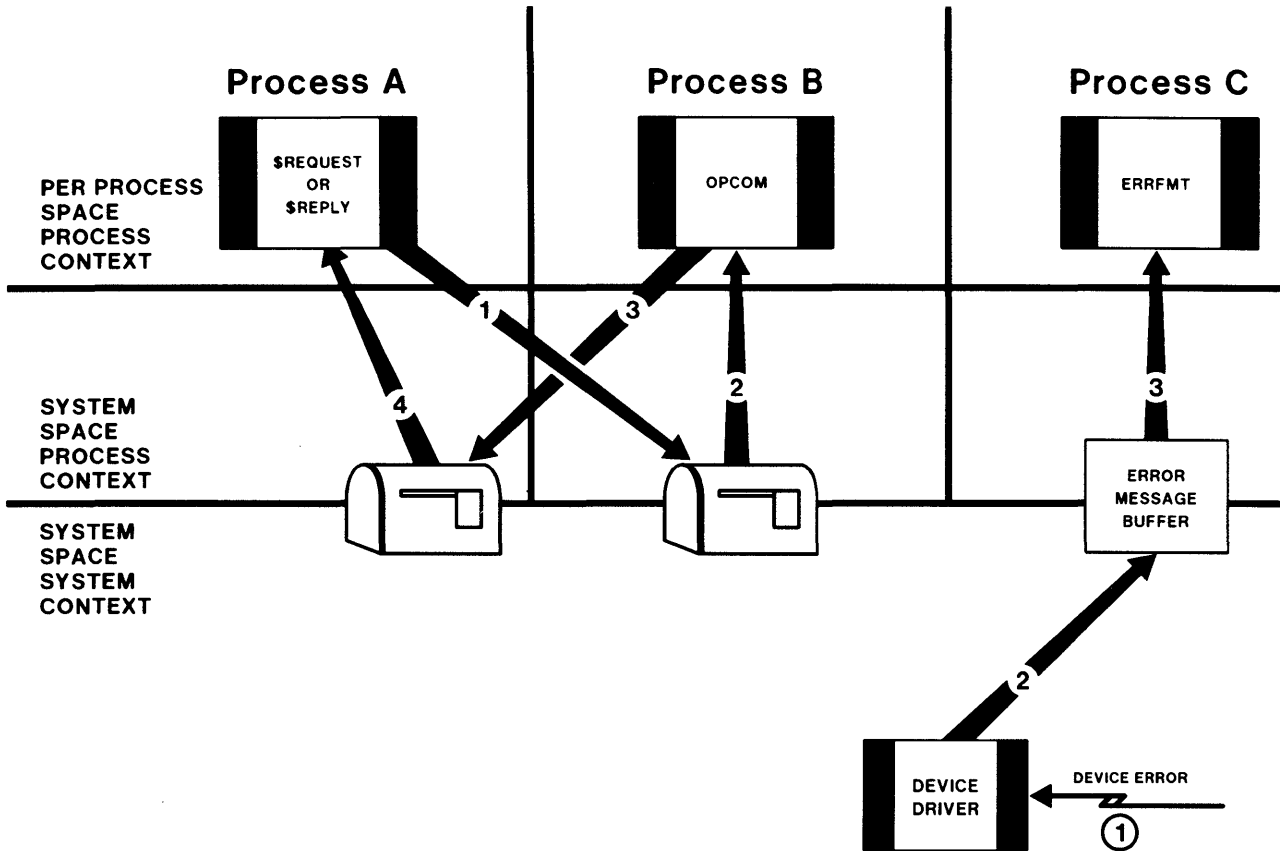 Process A
Process B
Process C
$REQUEST
OR
$REPLY
OPCOM
ERRFMT
PER PROCESS
SPACE
PROCESS
CONTEXT
1
3
2
4
3
SYSTEM
SPACE
PROCESS
CONTEXT
ERROR
MESSAGE
BUFFER
SYSTEM
SPACE
SYSTEM
CONTEXT
2
DEVICE
DRIVER
DEVICE ERROR
1